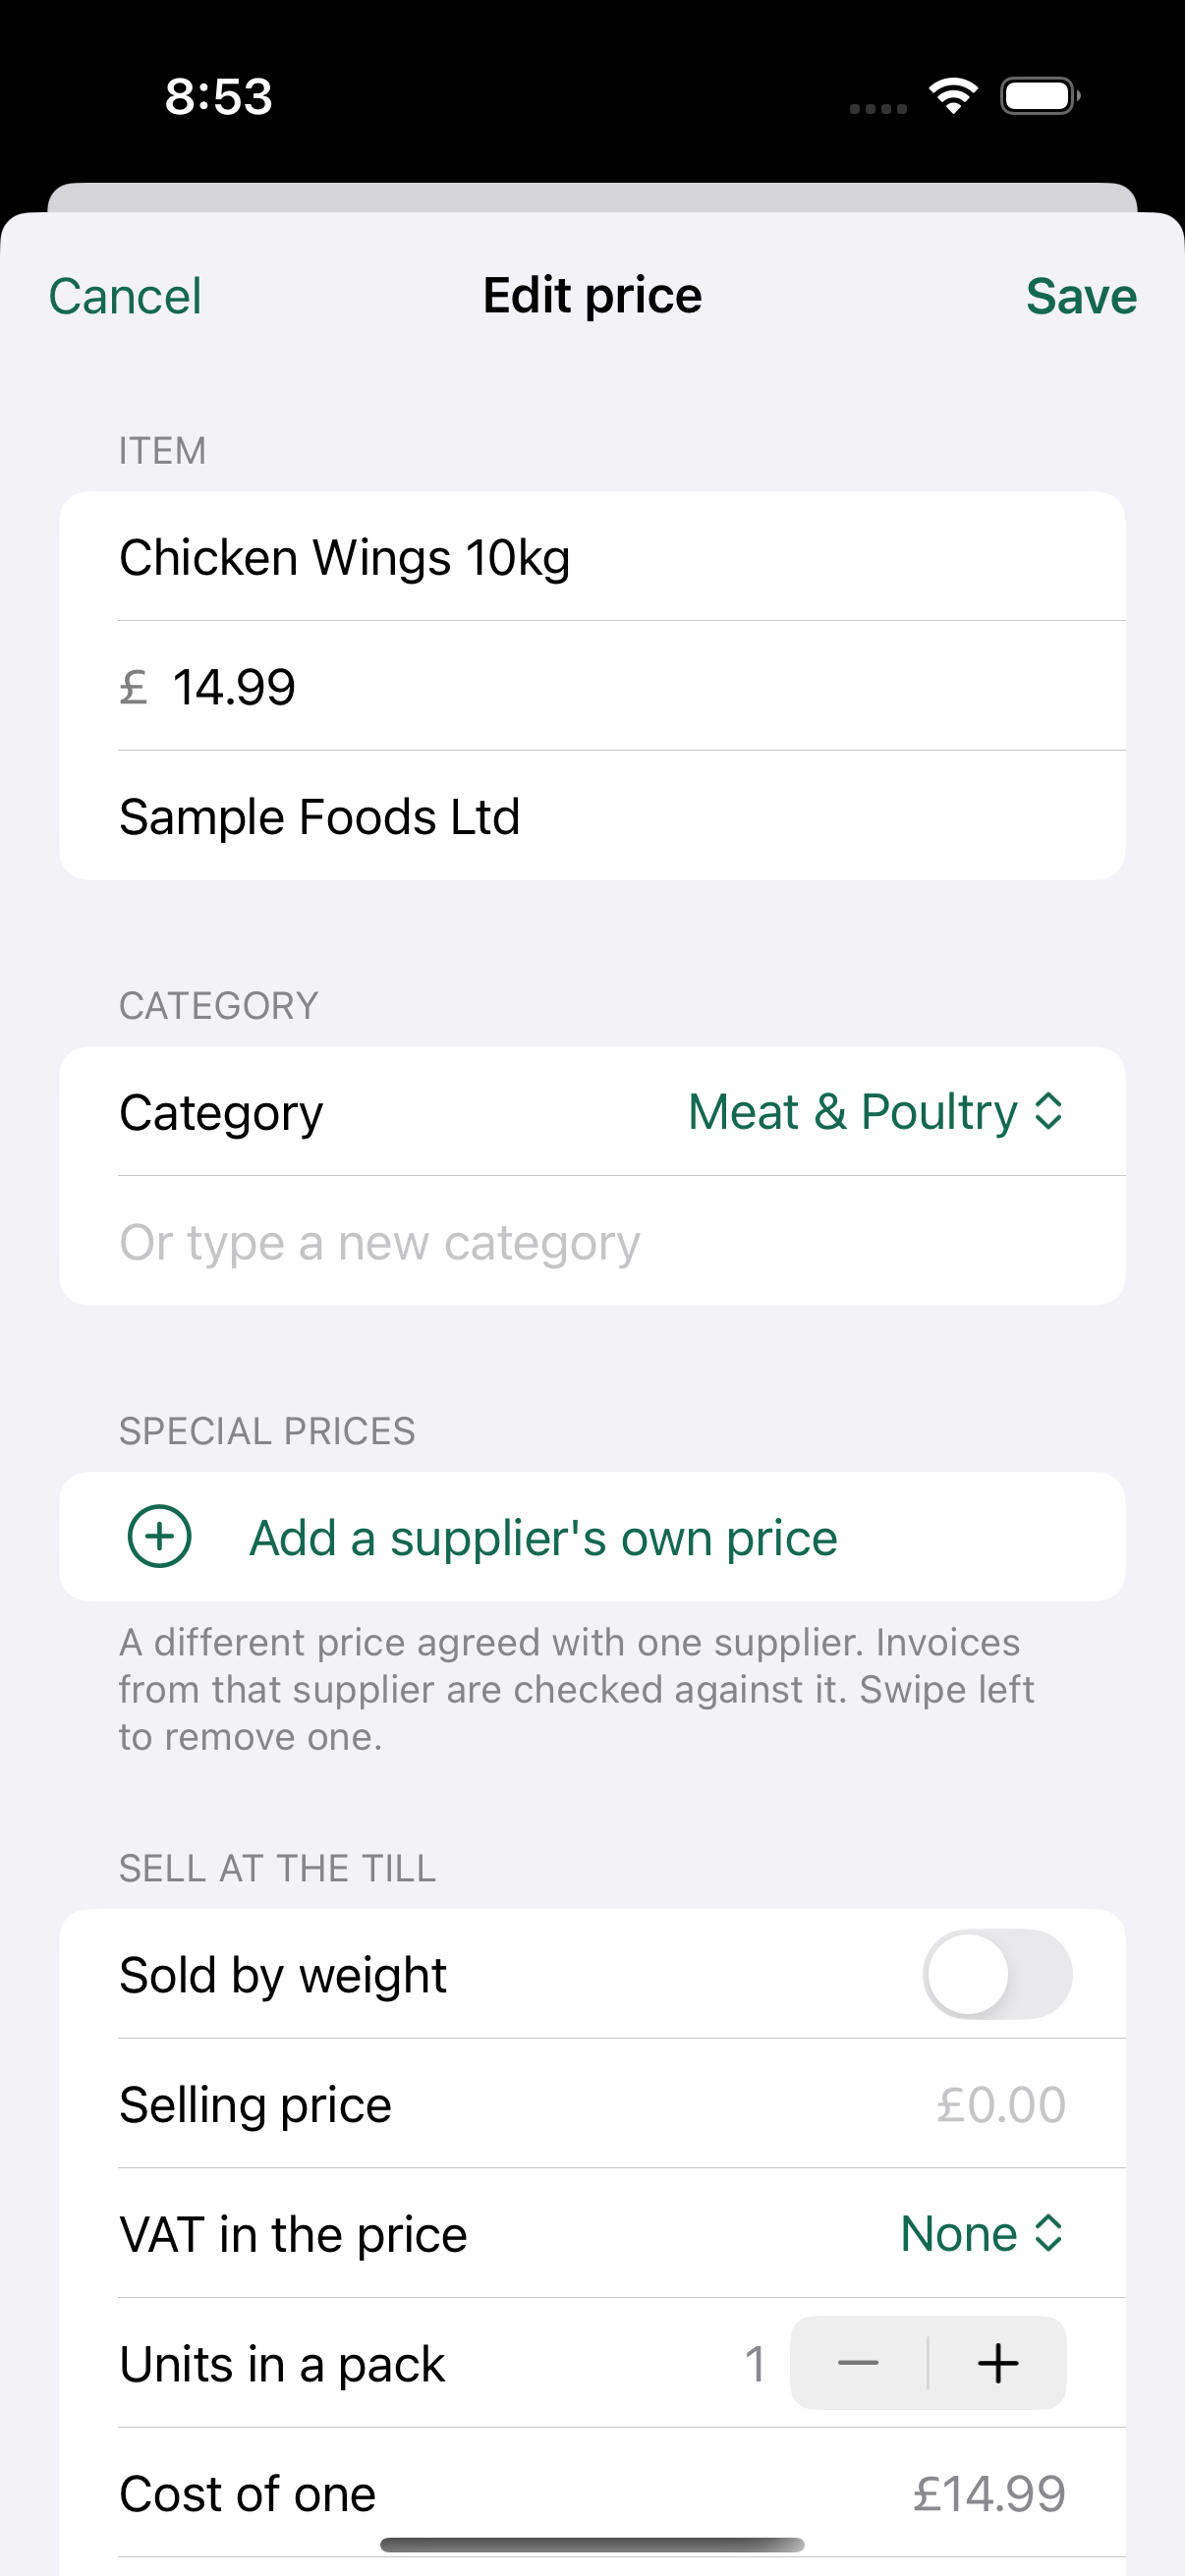 8:53
Cancel Edit price Save
ITEM
Chicken Wings 10kg
£ 14.99
Sample Foods Ltd
CATEGORY
Category Meat & Poultry
Or type a new category
SPECIAL PRICES
Add a supplier's own price
A different price agreed with one supplier. Invoices
from that supplier are checked against it. Swipe left
to remove one.
SELL AT THE TILL
Sold by weight
Selling price £0.00
VAT in the price None
Units in a pack 1 — +
Cost of one £14.99